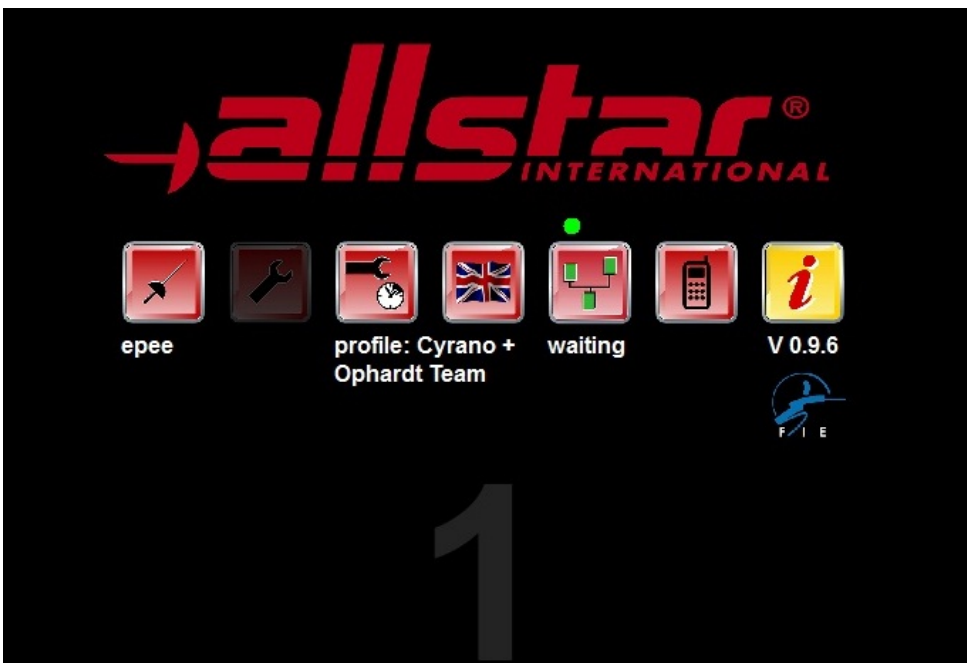 allstar®
INTERNATIONAL
epee
profile: Cyrano +
Ophardt Team
waiting
V 0.9.6
F I E
1